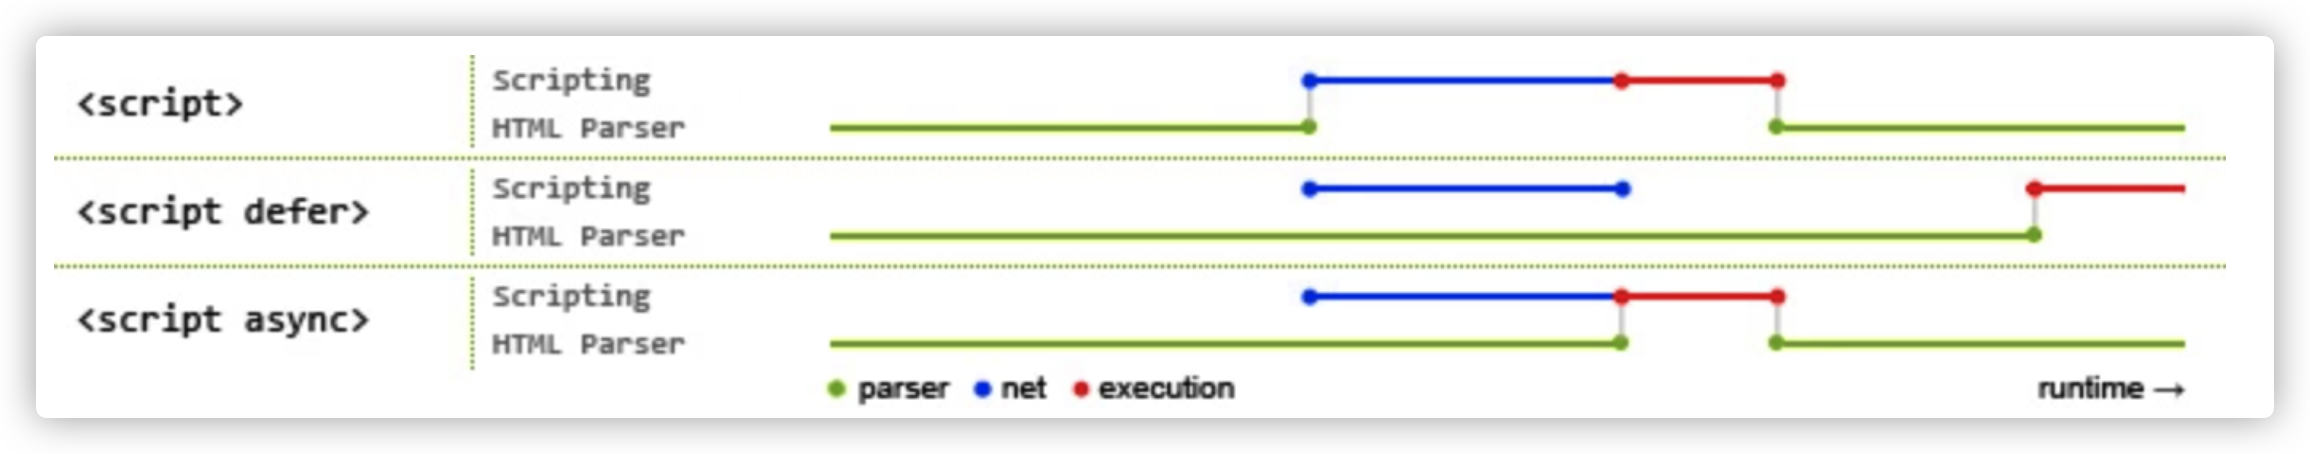 <script>
Scripting
HTML Parser
<script defer>
Scripting
HTML Parser
<script async>
Scripting
HTML Parser
parser net execution runtime →